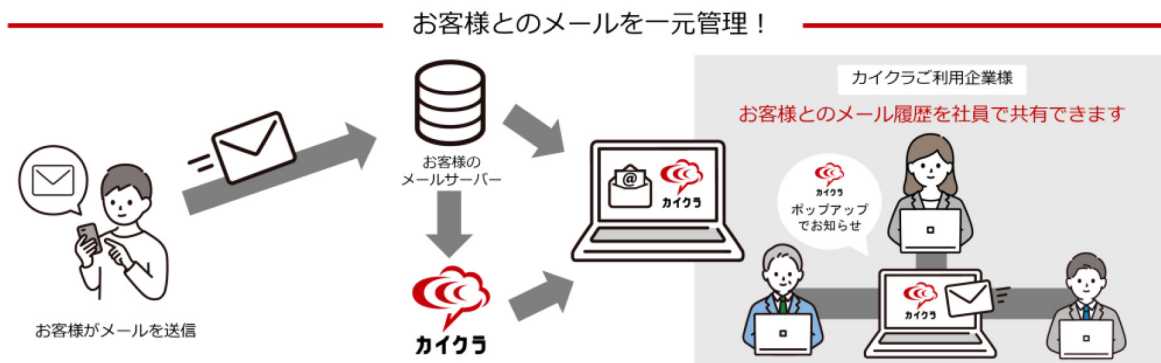 お客様とのメールを一元管理！
お客様がメールを送信
お客様の
メールサーバー
カイクラ
@
カイクラ
カイクラご利用企業様
お客様とのメール履歴を社員で共有できます
カイクラ
ポップアップ
でお知らせ
カイクラ